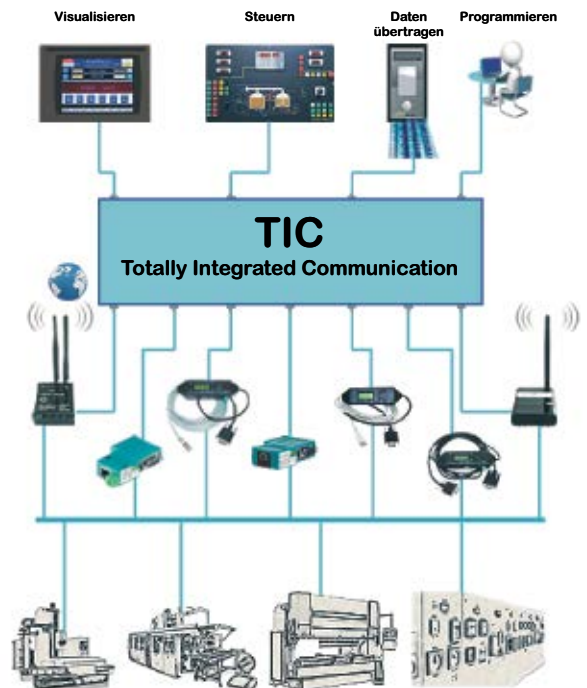 Visualisieren
Steuern
Daten
übertragen
Programmieren
TIC
Totally Integrated Communication